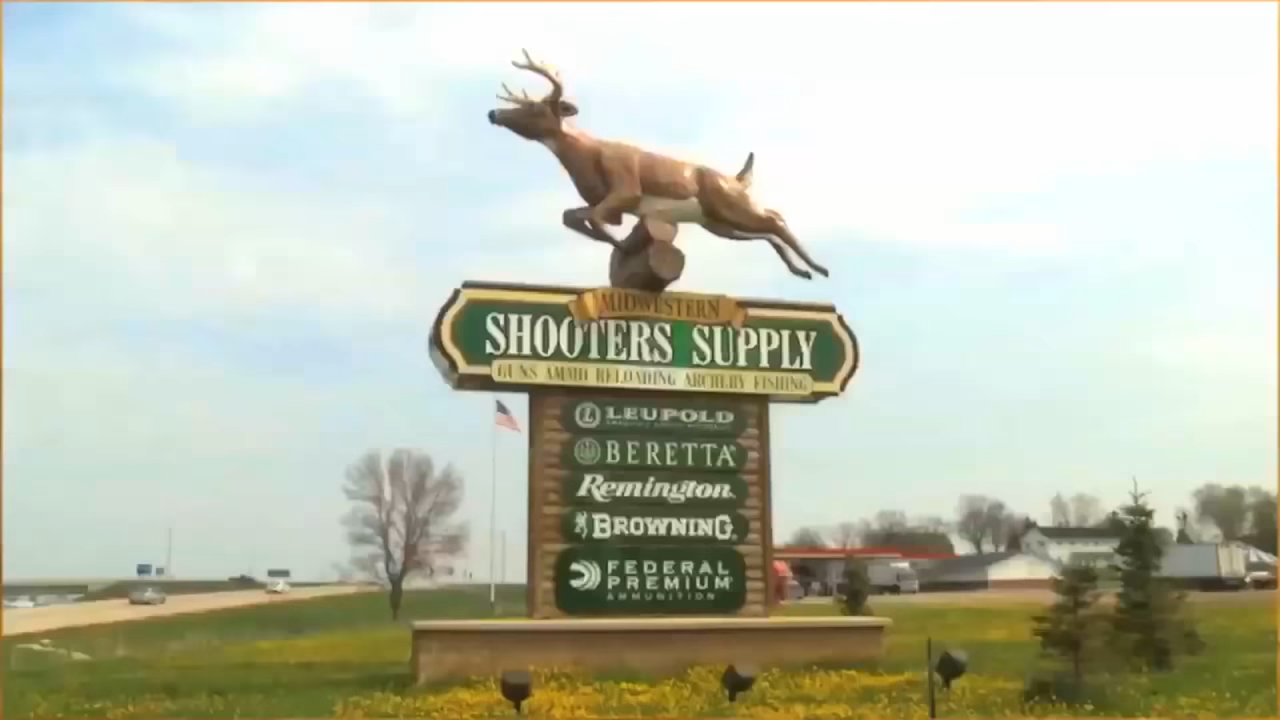 MIDWESTERN
SHOOTERS SUPPLY
GUNS AMMO RELOADING ARCHERY FISHING
LEUPOLD
BERETTA
Remington
BROWNING
FEDERAL
PREMIUM
AMMUNITION